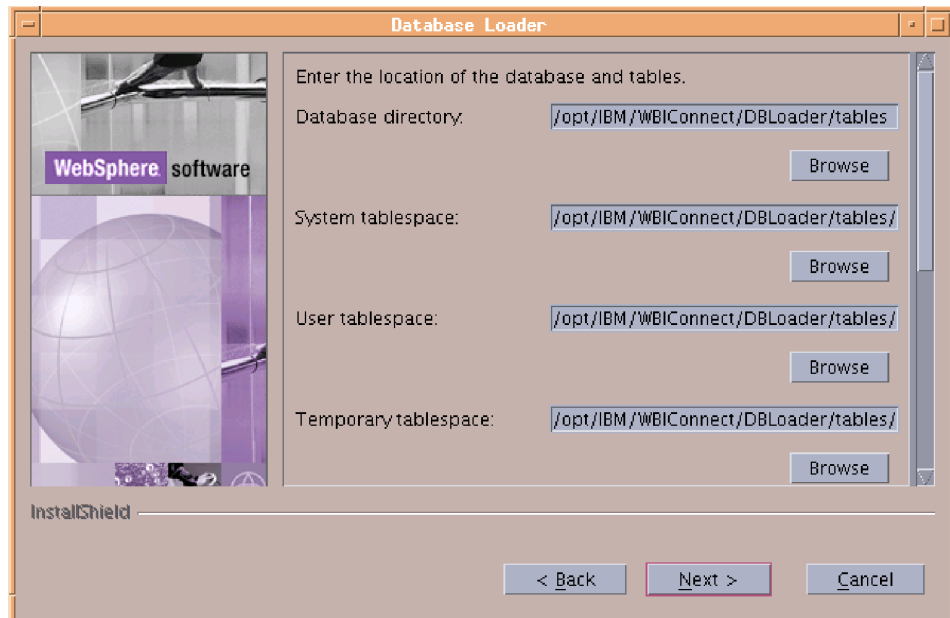 Database Loader
WebSphere software
Enter the location of the database and tables.
Database directory: /opt/IBM/WBIConnect/DBLoader/tables
Browse
System tablespace: /opt/IBM/WBIConnect/DBLoader/tables/
Browse
User tablespace: /opt/IBM/WBIConnect/DBLoader/tables/
Browse
Temporary tablespace: /opt/IBM/WBIConnect/DBLoader/tables/
Browse
InstallShield
< Back Next > Cancel